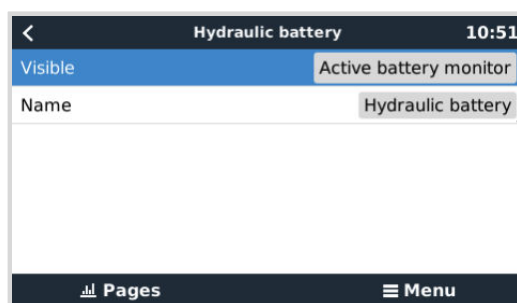 Hydraulic battery 10:51
Visible Active battery monitor
Name Hydraulic battery
Pages Menu